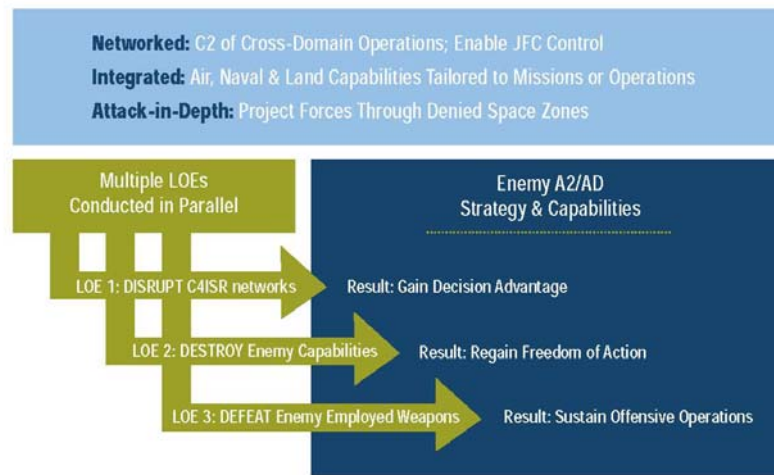 Networked: C2 of Cross-Domain Operations; Enable JFC Control
Integrated: Air, Naval & Land Capabilities Tailored to Missions or Operations
Attack-in-Depth: Project Forces Through Denied Space Zones
Multiple LOEs
Conducted in Parallel
Enemy A2/AD
Strategy & Capabilities
LOE 1: DISRUPT C4ISR networks
Result: Gain Decision Advantage
LOE 2: DESTROY Enemy Capabilities
Result: Regain Freedom of Action
LOE 3: DEFEAT Enemy Employed Weapons
Result: Sustain Offensive Operations